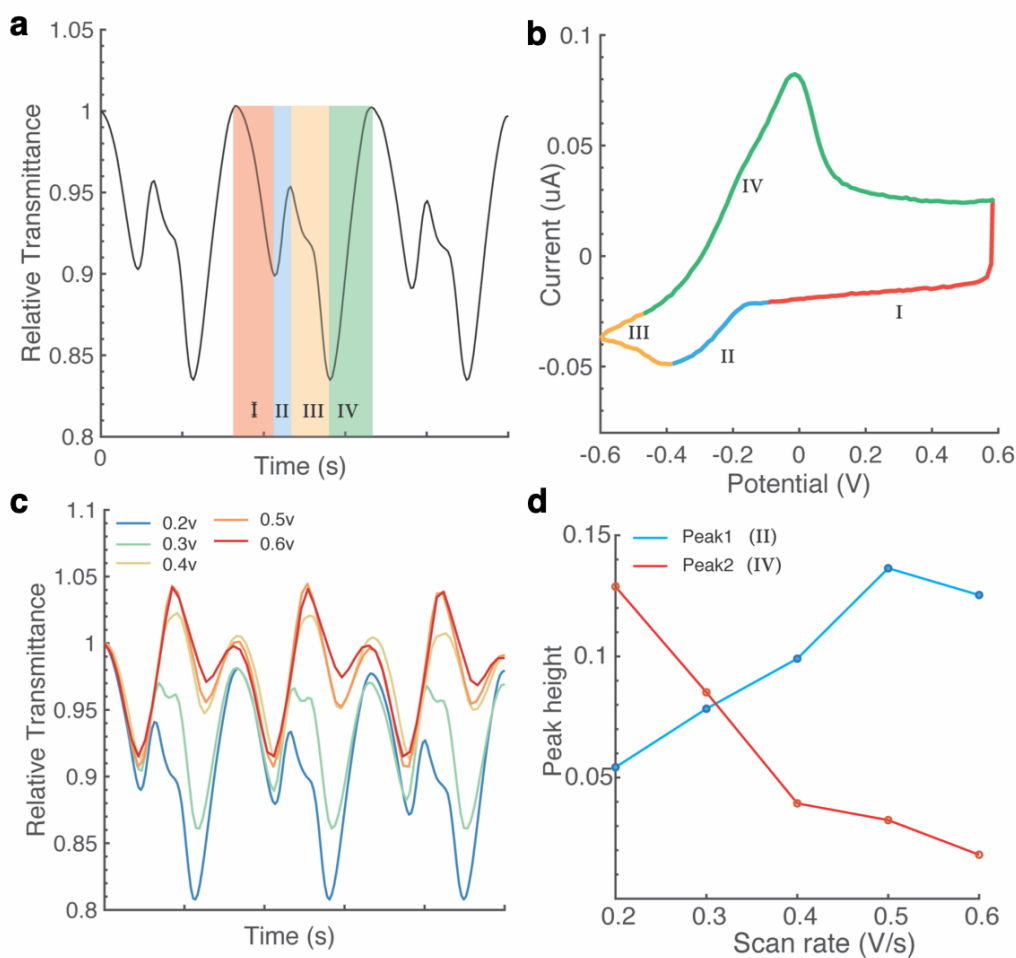 a
1.05
1
0.95
0.9
0.85
0.8
0
Relative Transmittance
Time (s)
I
II
III
IV
b
0.1
0.05
0
-0.05
-0.6
-0.4
-0.2
0
0.2
0.4
0.6
Current (uA)
Potential (V)
IV
III
II
I
c
1.1
1.05
1
0.95
0.9
0.85
0.8
Relative Transmittance
Time (s)
0.2v
0.3v
0.4v
0.5v
0.6v
d
0.15
0.1
0.05
0.2
0.3
0.4
0.5
0.6
Peak height
Scan rate (V/s)
Peak1 (II)
Peak2 (IV)